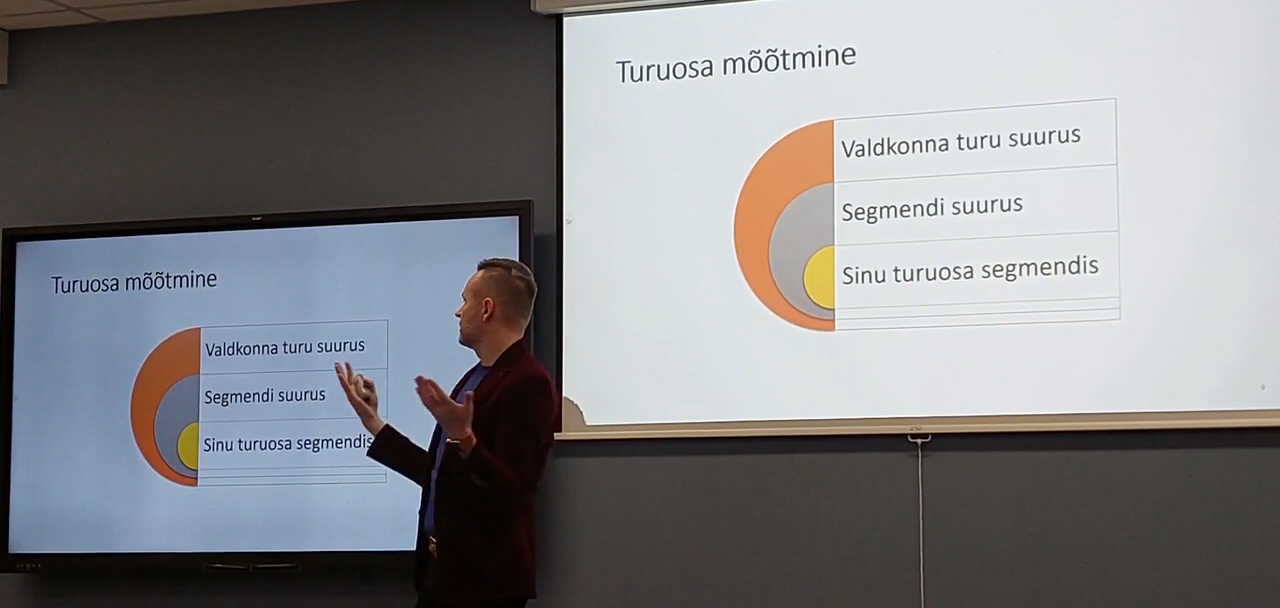 Turuosa mõõtmine
Valdkonna turu suurus
Segmendi suurus
Sinu turuosa segmendis
Turuosa mõõtmine
Valdkonna turu suurus
Segmendi suurus
Sinu turuosa segmendis
9